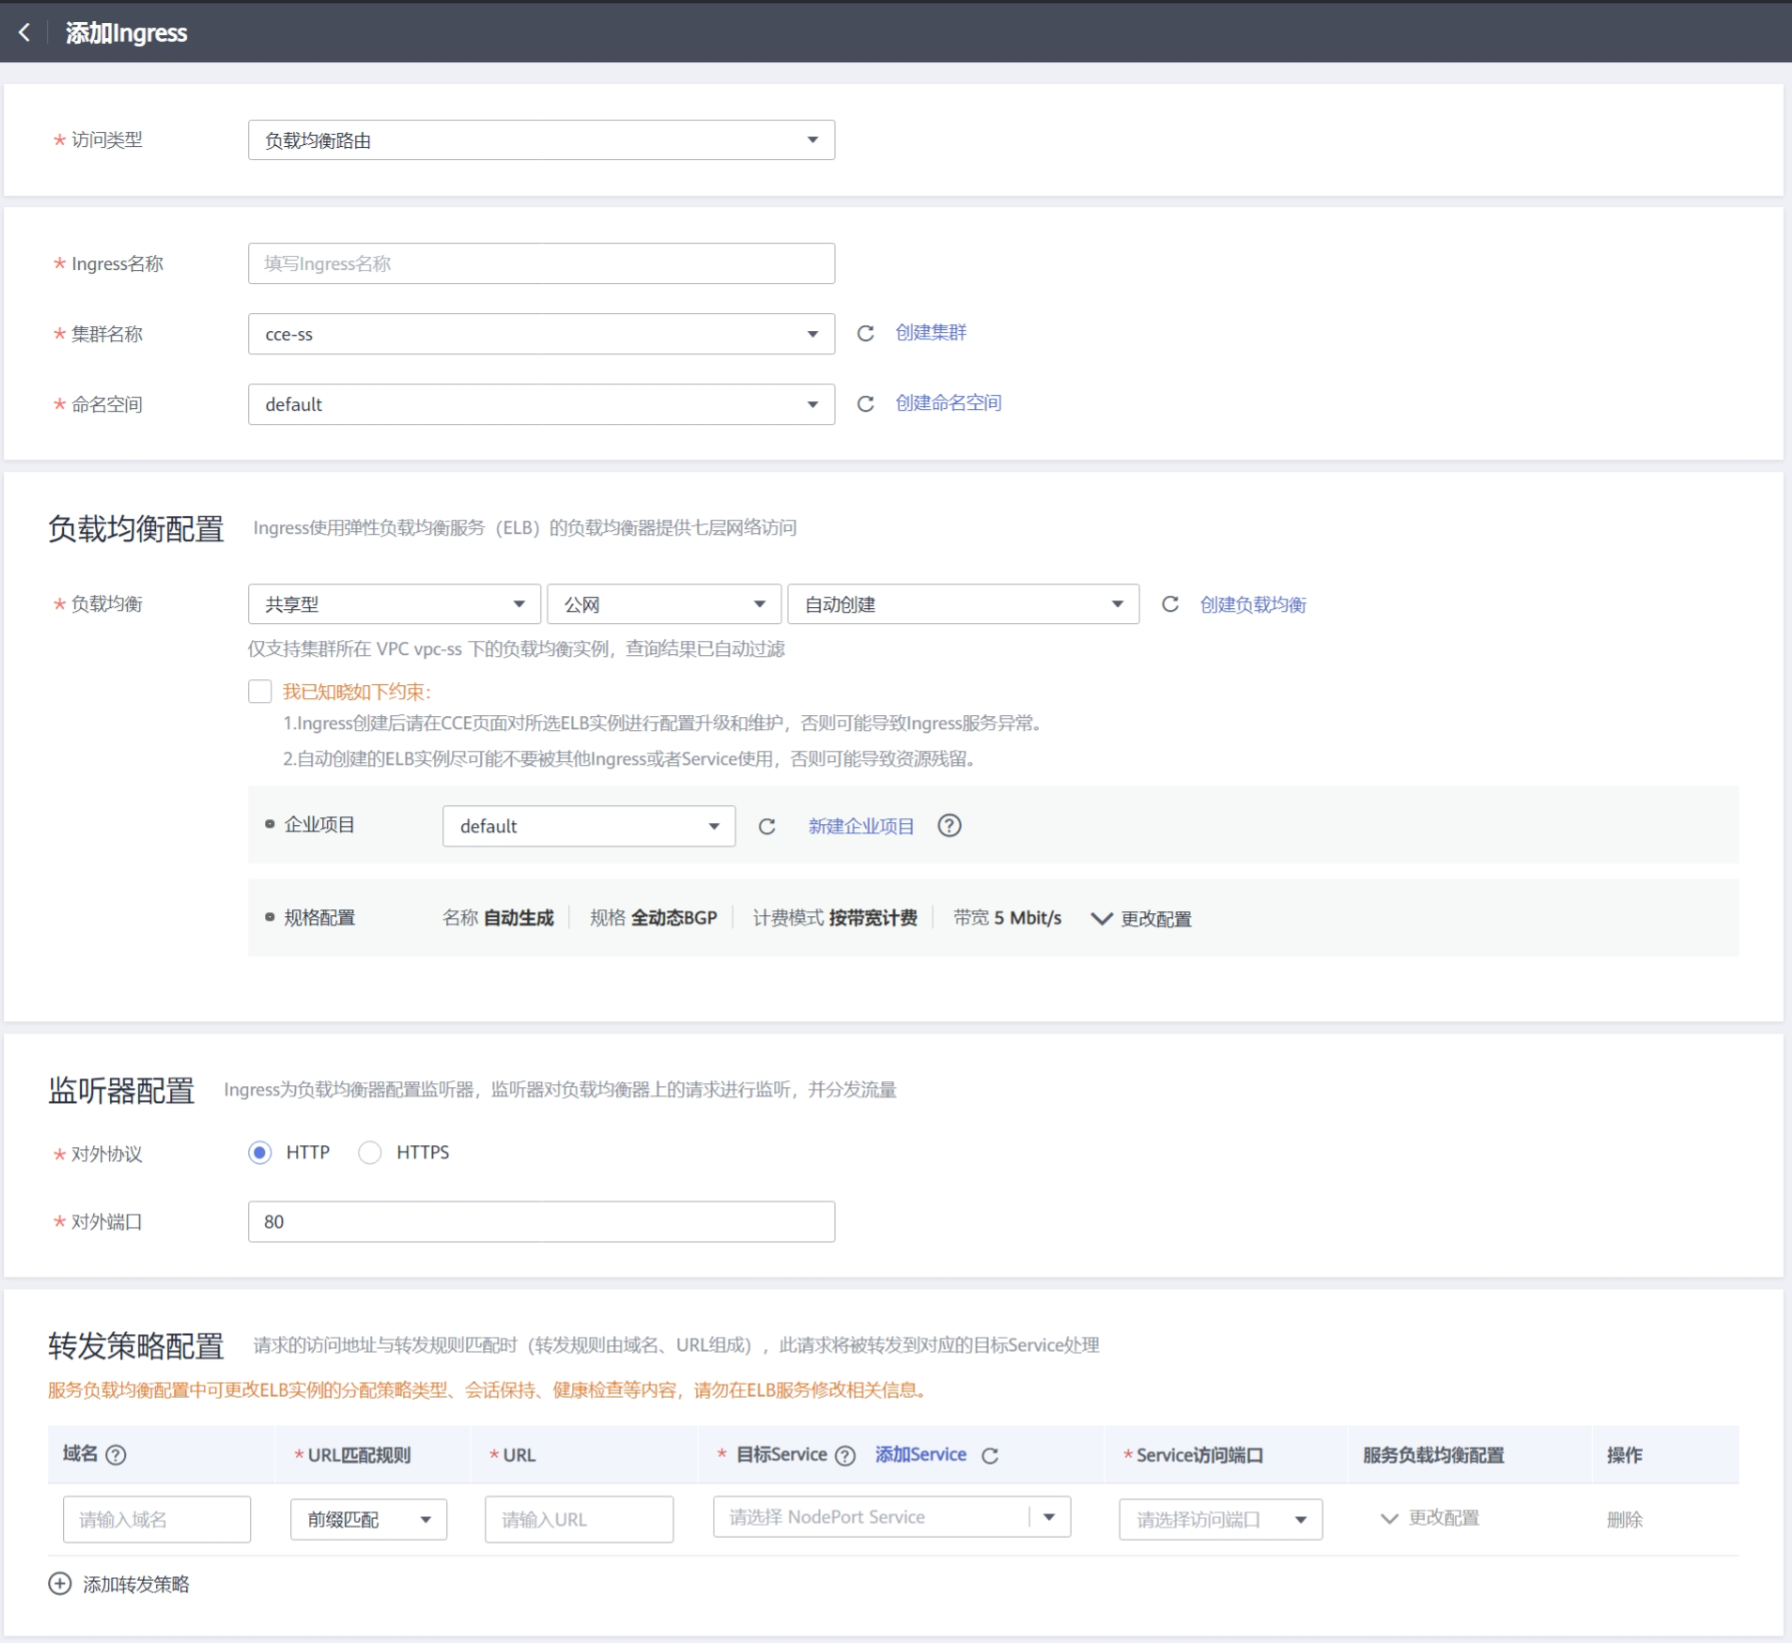 添加Ingress
* 访问类型 负载均衡路由
* Ingress名称 填写Ingress名称
* 集群名称 cce-ss 创建集群
* 命名空间 default 创建命名空间
负载均衡配置 Ingress使用弹性负载均衡服务（ELB）的负载均衡器提供七层网络访问
* 负载均衡 共享型 公网 自动创建 创建负载均衡
仅支持集群所在 VPC vpc-ss 下的负载均衡实例，查询结果已自动过滤
我已知晓如下约束：
1.Ingress创建后请在CCE页面对所选ELB实例进行配置升级和维护，否则可能导致Ingress服务异常。
2.自动创建的ELB实例尽可能不要被其他Ingress或者Service使用，否则可能导致资源残留。
企业项目 default 新建企业项目 ?
规格配置 名称 自动生成 规格 全动态BGP 计费模式 按带宽计费 带宽 5 Mbit/s 更改配置
监听器配置 Ingress为负载均衡器配置监听器，监听器对负载均衡器上的请求进行监听，并分发流量
* 对外协议 HTTP HTTPS
* 对外端口 80
转发策略配置 请求的访问地址与转发规则匹配时（转发规则由域名、URL组成），此请求将被转发到对应的目标Service处理
服务负载均衡配置中可更改ELB实例的分配策略类型、会话保持、健康检查等内容，请勿在ELB服务修改相关信息。
域名 ? * URL匹配规则 * URL * 目标Service ? 添加Service * Service访问端口 服务负载均衡配置 操作
请输入域名 前缀匹配 请输入URL 请选择 NodePort Service 请选择访问端口 更改配置 删除
添加转发策略